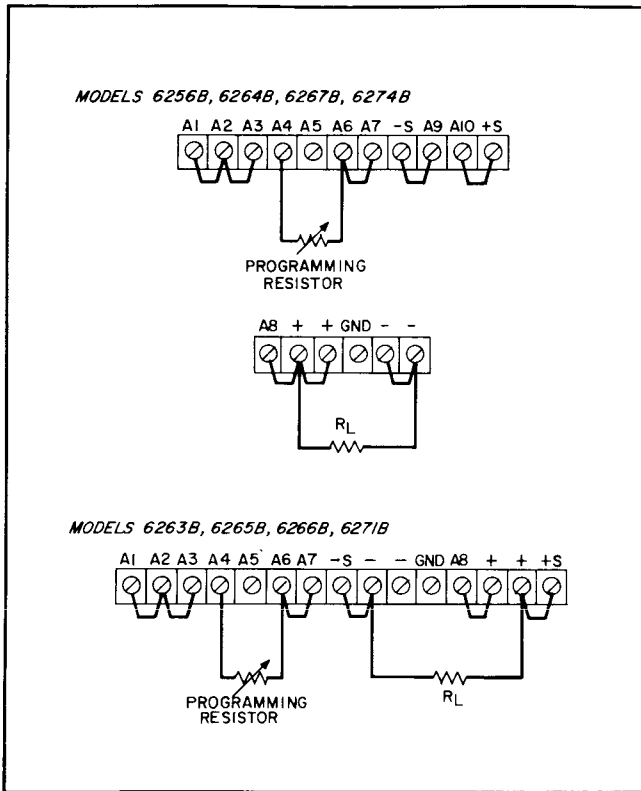 MODELS 6256B, 6264B, 6267B, 6274B
A1 A2 A3 A4 A5 A6 A7 -S A9 A10 +S
PROGRAMMING
RESISTOR
A8 + + GND - -
RL
MODELS 6263B, 6265B, 6266B, 6271B
A1 A2 A3 A4 A5 A6 A7 -S - - GND A8 + + +S
PROGRAMMING
RESISTOR
RL